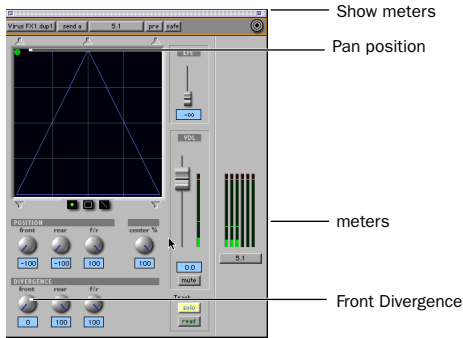 Show meters
Virus FX1.dup1 send a 5.1 pre safe
Pan position
LFE
-oo
VOL
meters
POSITION
front rear f/r center %
-100 -100 100 100
5.1
0.0
mute
DIVERGENCE
front rear f/r
0 100 100
Front Divergence
Track
solo
read